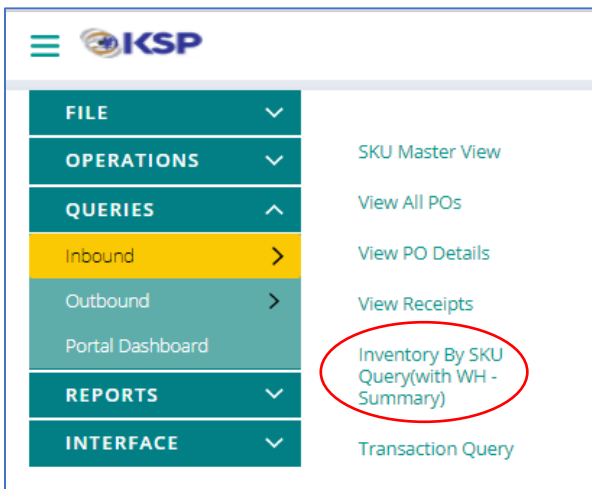 KSP
FILE
OPERATIONS
QUERIES
Inbound
Outbound
Portal Dashboard
REPORTS
INTERFACE
SKU Master View
View All POs
View PO Details
View Receipts
Inventory By SKU
Query(with WH -
Summary)
Transaction Query